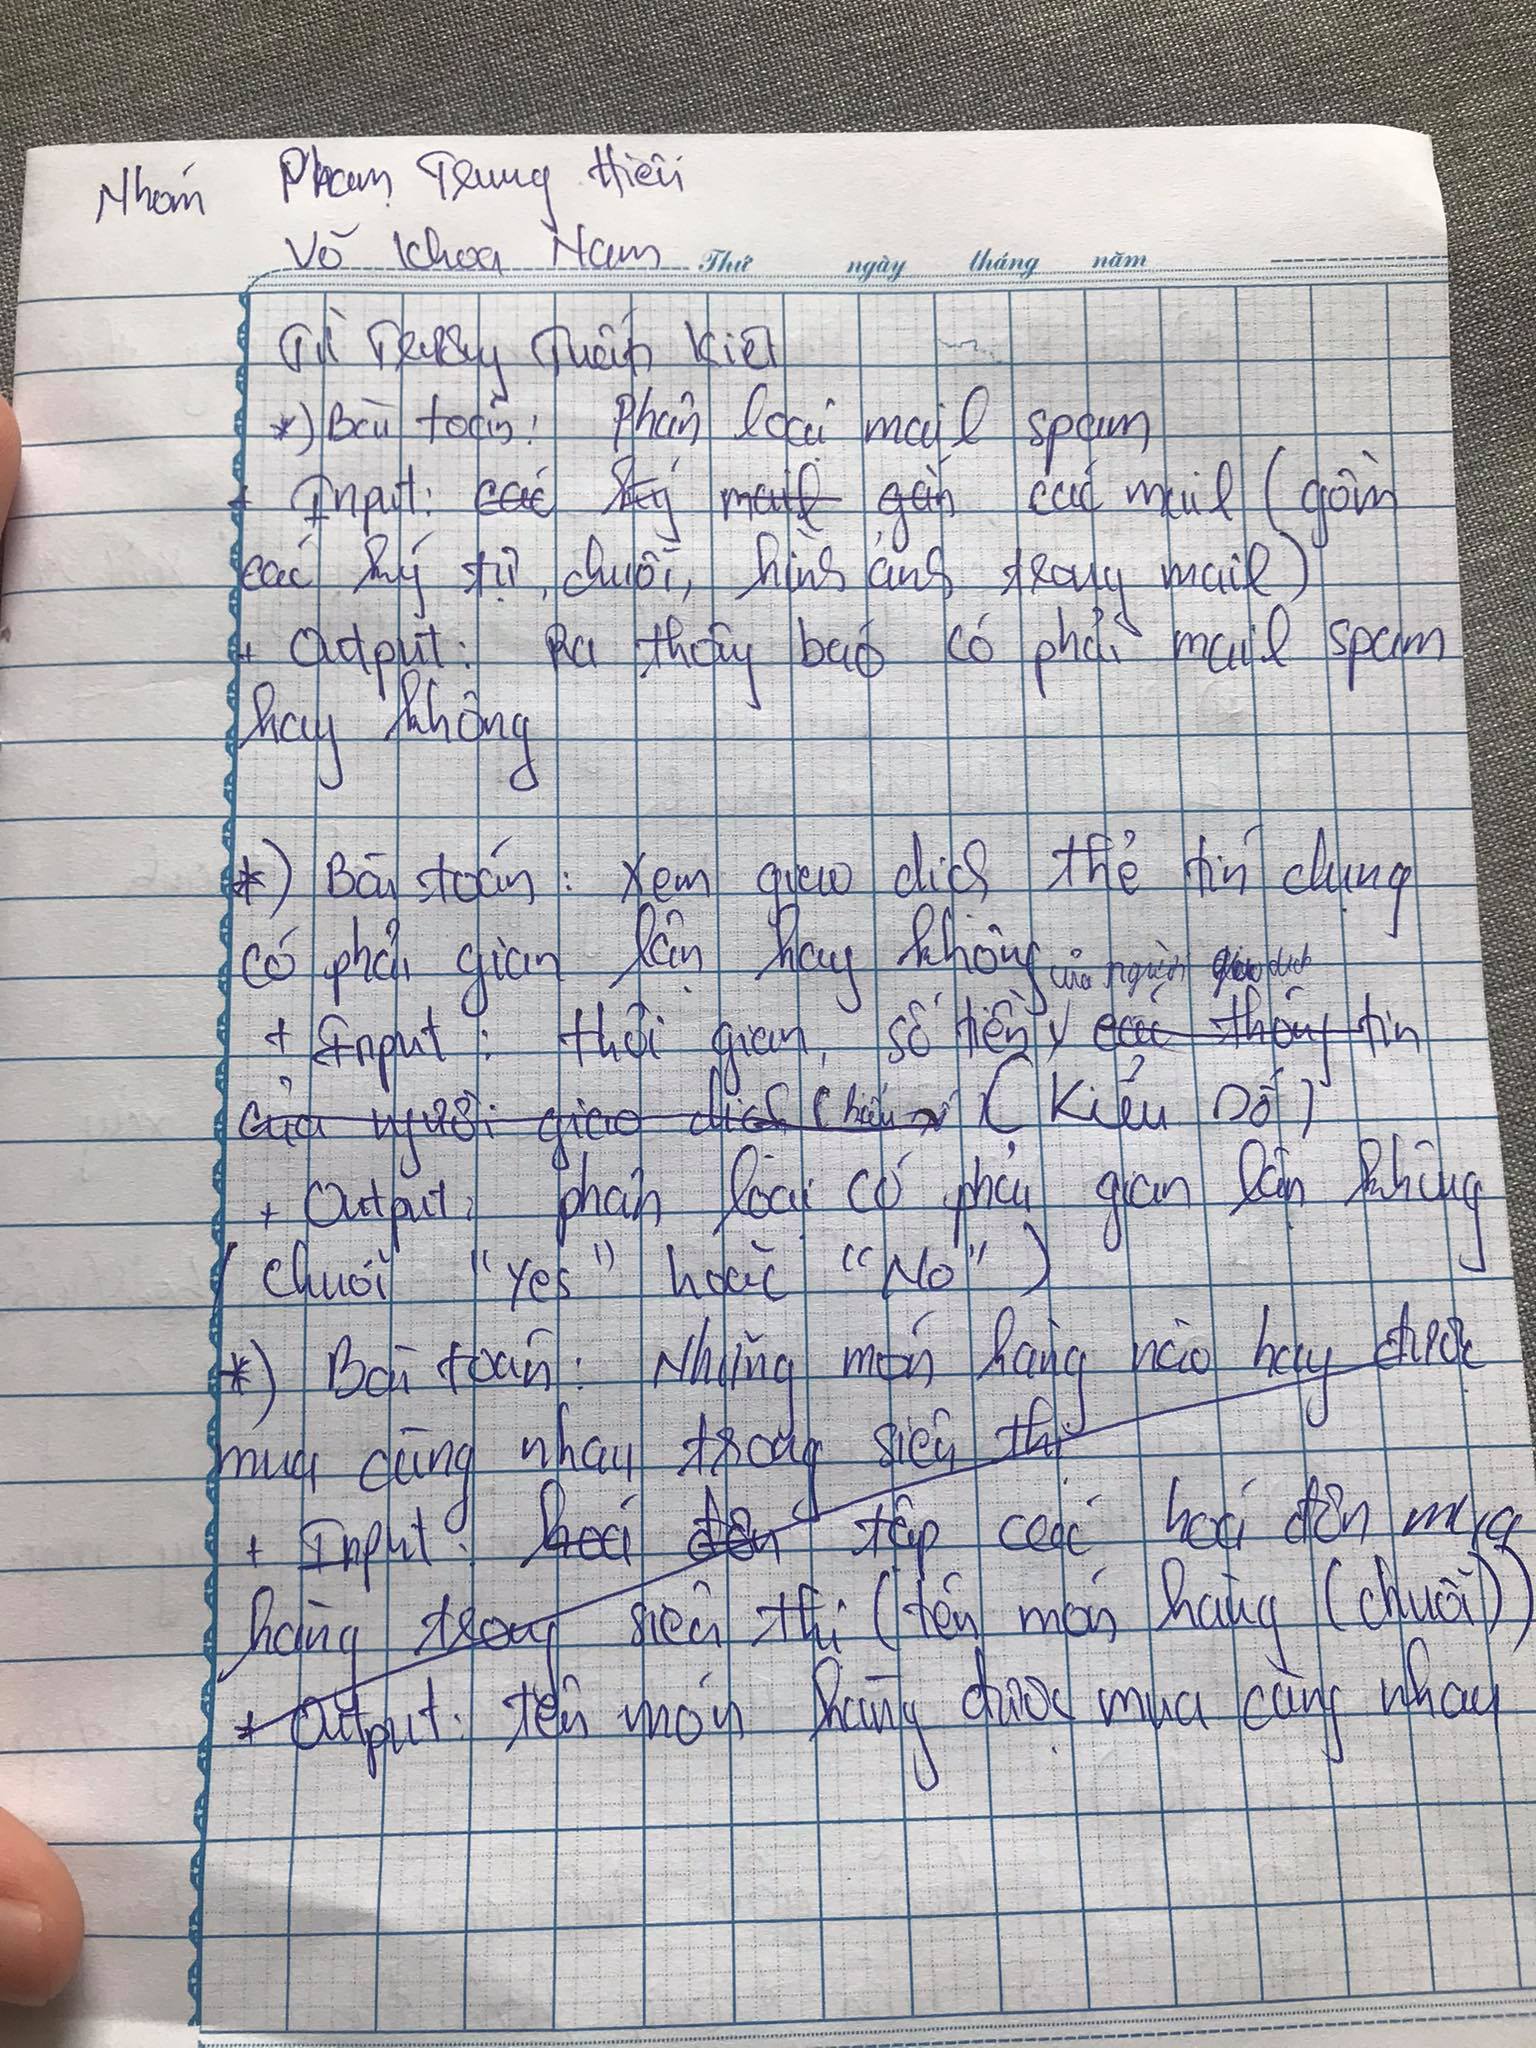 Nhóm Phạm Trung Hiếu
Võ Khoa Nam Thứ ngày tháng năm
Tuấn Kiệt
*) Bài toán: Phân loại mail spam
+ Input: các ký mail gồn các mail (gồm
các ký tự, chuỗi, hình ảnh trong mail)
+ Output: Ra thông báo có phải mail spam
hay không
*) Bài toán: Xem giao dịch thẻ tín dụng
có phải gian lận hay không
của người giao dịch
+ Input: thời gian, số tiền, các thông tin
của người giao dịch (Kiểu số)
+ Output: phân loại có phải gian lận không
(chuỗi "Yes" hoặc "No")
*) Bài toán: Những món hàng nào hay được
mua cùng nhau trong siêu thị
+ Input: hoá đơn tập các hoá đơn mua
hàng trong siêu thị (tên món hàng (chuỗi))
+ Output: tên món hàng được mua cùng nhau